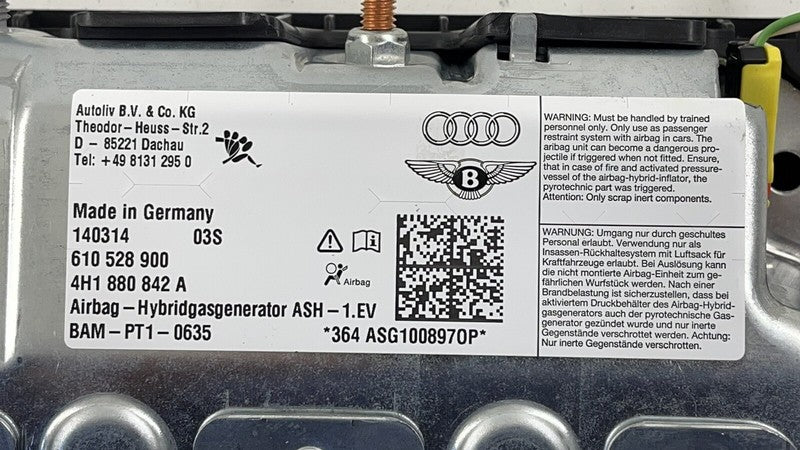 Autoliv B.V. & Co. KG
Theodor-Heuss-Str.2
D - 85221 Dachau
Tel: +49 8131 295 0
Made in Germany
140314 03S
610 528 900
4H1 880 842 A
Airbag-Hybridgasgenerator ASH-1.EV
BAM-PT1-0635
B
Airbag
*364 ASG100897OP*
WARNING: Must be handled by trained
personnel only. Only use as passenger
restraint system with airbag in cars. The
airbag unit can become a dangerous pro-
jectile if triggered when not fitted. Ensure,
that in case of fire and activated pressure-
vessel of the airbag-hybrid-inflator, the
pyrotechnic part was triggered.
Attention: Only scrap inert components.
WARNUNG: Umgang nur durch geschultes
Personal erlaubt. Verwendung nur als
Insassen-Rückhaltesystem mit Luftsack für
Kraftfahrzeuge erlaubt. Bei Auslösung kann
die nicht montierte Airbag-Einheit zum ge-
fährlichen Wurfstück werden. Nach einer
Brandbelastung ist sicherzustellen, dass bei
aktiviertem Druckbehälter des Airbag-Hybrid-
gasgenerators auch der pyrotechnische Gas-
generator gezündet wurde und nur inerte
Gegenstände verschrottet werden. Achtung:
Nur inerte Gegenstände verschrotten.